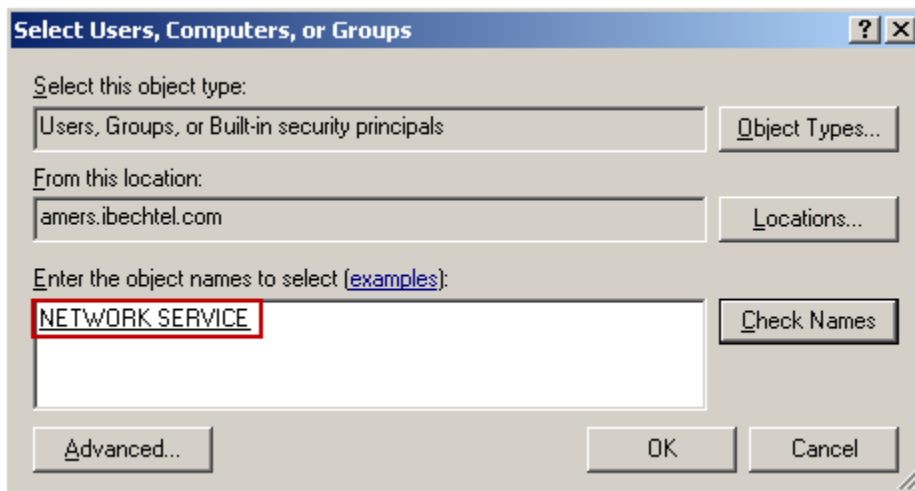 Select Users, Computers, or Groups
Select this object type:
Users, Groups, or Built-in security principals
Object Types...
From this location:
amers.ibechtel.com
Locations...
Enter the object names to select (examples):
NETWORK SERVICE
Check Names
Advanced...
OK
Cancel